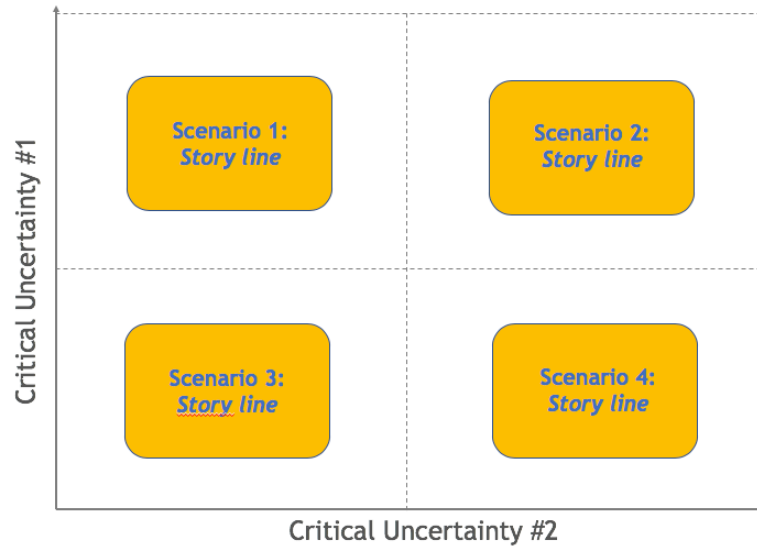 Critical Uncertainty #1
Scenario 1:
Story line
Scenario 2:
Story line
Scenario 3:
Story line
Scenario 4:
Story line
Critical Uncertainty #2